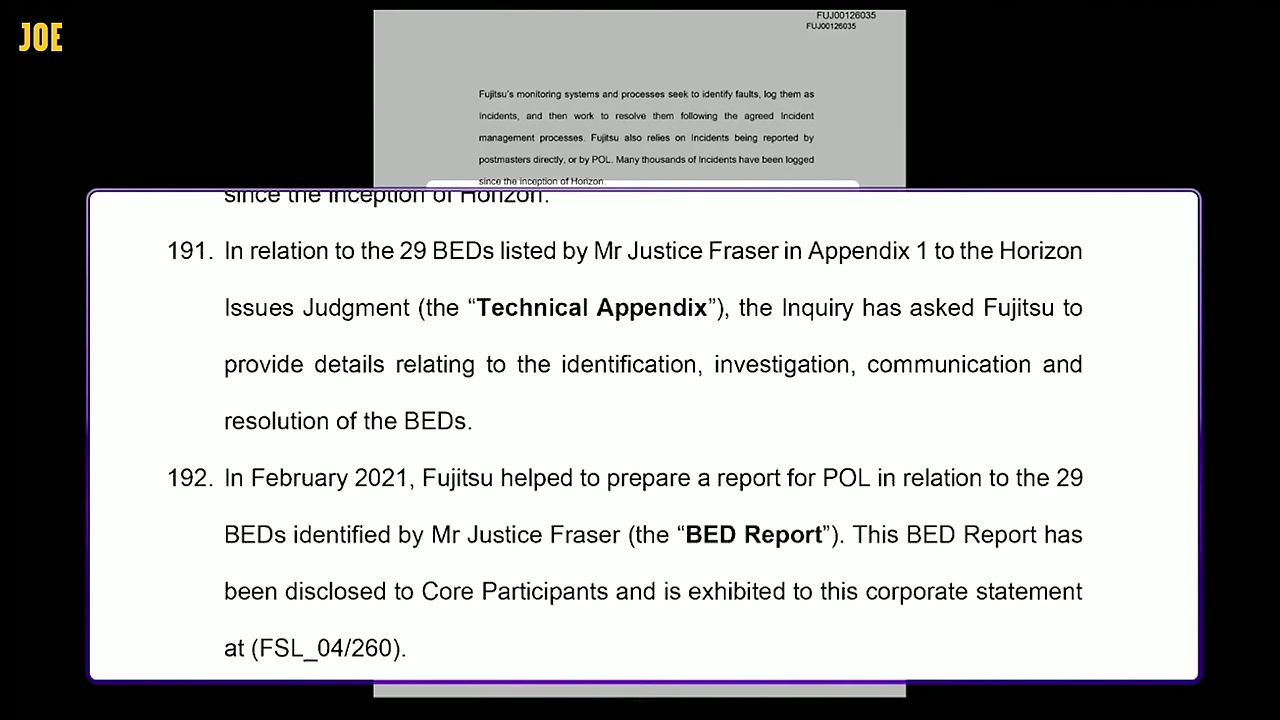 JOE
FUJ00126035
FUJ00126035
Fujitsu's monitoring systems and processes seek to identify faults, log them as
Incidents, and then work to resolve them following the agreed Incident
management processes. Fujitsu also relies on Incidents being reported by
postmasters directly, or by POL. Many thousands of Incidents have been logged
since the inception of Horizon.
since the inception of Horizon.
191. In relation to the 29 BEDs listed by Mr Justice Fraser in Appendix 1 to the Horizon
Issues Judgment (the “Technical Appendix”), the Inquiry has asked Fujitsu to
provide details relating to the identification, investigation, communication and
resolution of the BEDs.
192. In February 2021, Fujitsu helped to prepare a report for POL in relation to the 29
BEDs identified by Mr Justice Fraser (the “BED Report”). This BED Report has
been disclosed to Core Participants and is exhibited to this corporate statement
at (FSL_04/260).